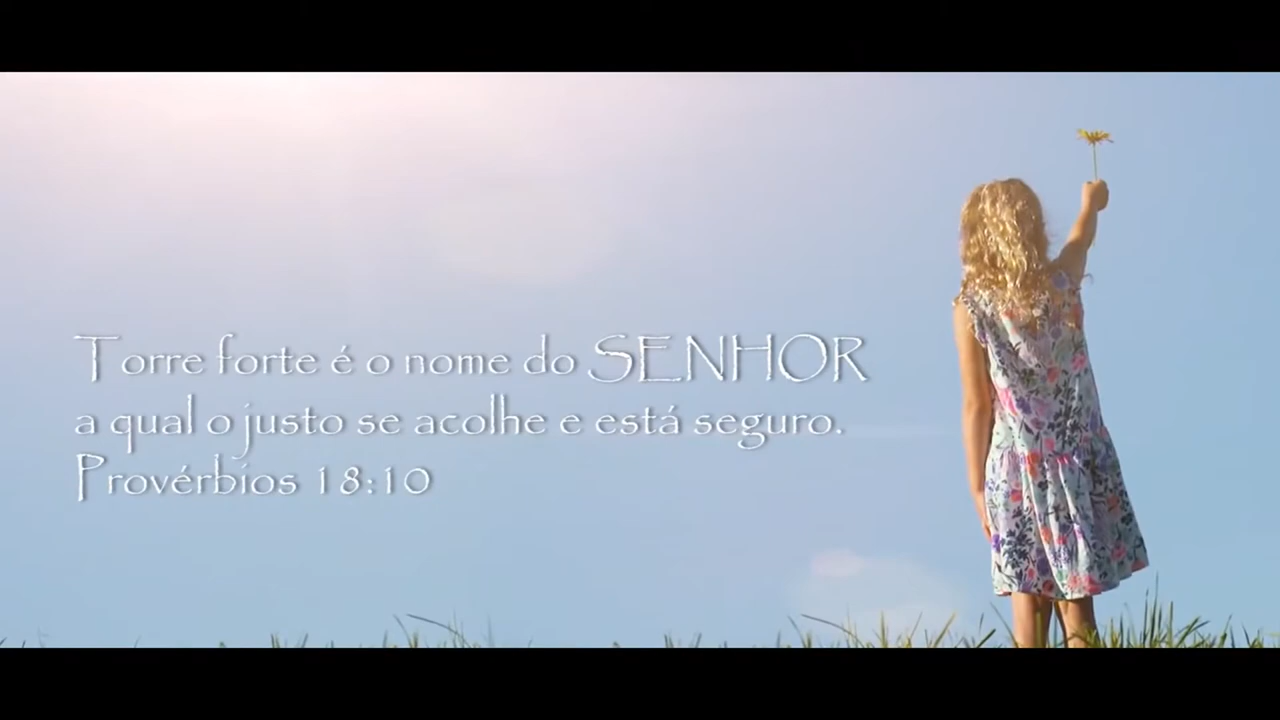 Torre forte é o nome do SENHOR
a qual o justo se acolhe e está seguro.
Provérbios 18:10